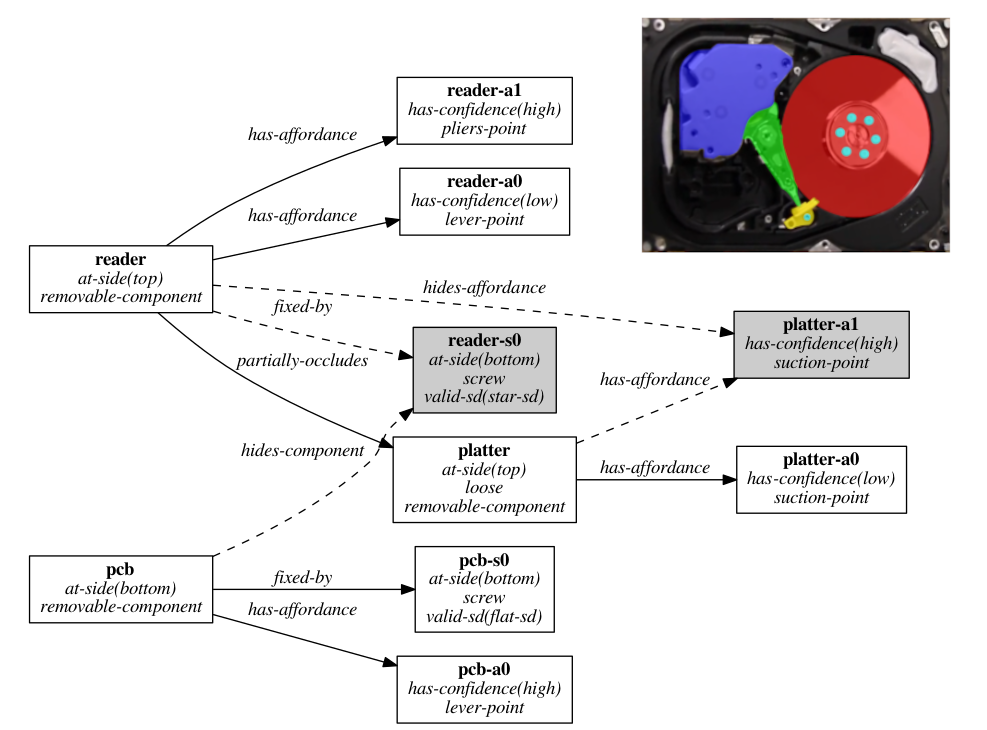 reader-a1
has-confidence(high)
pliers-point
has-affordance
reader-a0
has-confidence(low)
lever-point
has-affordance
reader
at-side(top)
removable-component
hides-affordance
fixed-by
platter-a1
has-confidence(high)
suction-point
reader-s0
at-side(bottom)
screw
valid-sd(star-sd)
partially-occludes
has-affordance
hides-component
platter
at-side(top)
loose
removable-component
has-affordance
platter-a0
has-confidence(low)
suction-point
pcb
at-side(bottom)
removable-component
fixed-by
pcb-s0
at-side(bottom)
screw
valid-sd(flat-sd)
has-affordance
pcb-a0
has-confidence(high)
lever-point